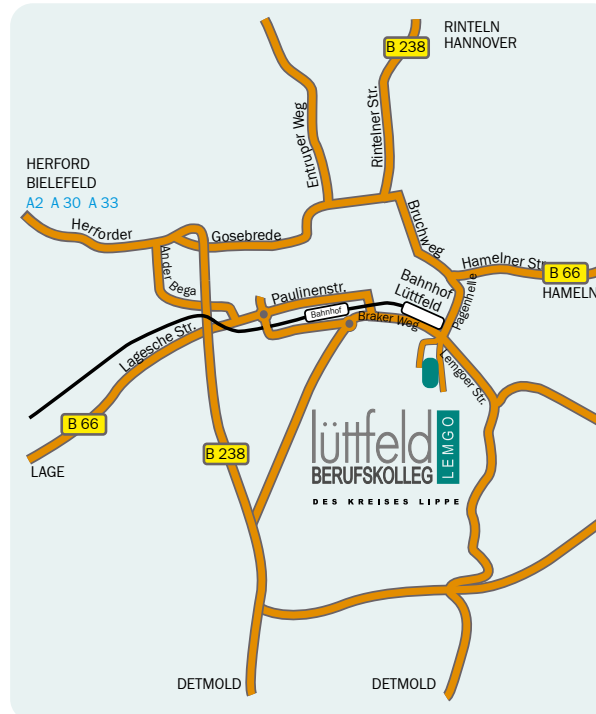 RINTELN
HANNOVER
B 238
Entruper Weg
Rintelner Str.
HERFORD
BIELEFELD
A2 A 30 A 33
Herforder
Gosebrede
Bruchweg
An der Bega
Hamelner Str.
B 66
HAMELN
Bahnhof
Lüttfeld
Pagenhelle
Paulinenstr.
Bahnhof
Braker Weg
Lagesche Str.
Lemgoer Str.
B 66
LAGE
B 238
lüttfeld
BERUFSKOLLEG
LEMGO
DES KREISES LIPPE
DETMOLD
DETMOLD